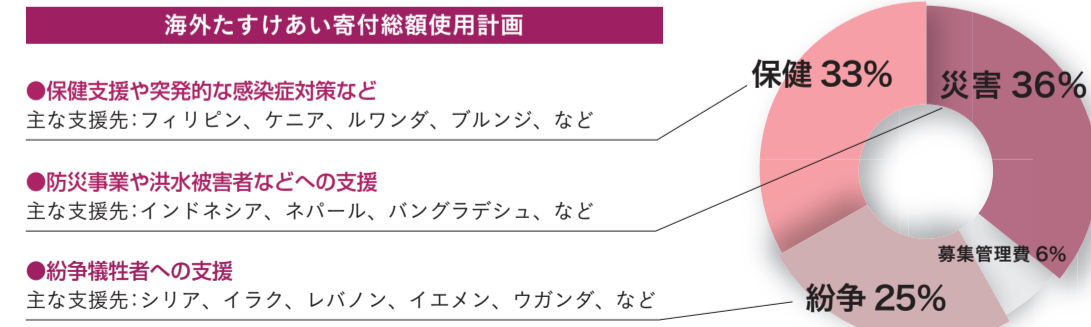 海外たすけあい寄付総額使用計画
●保健支援や突発的な感染症対策など
主な支援先:フィリピン、ケニア、ルワンダ、ブルンジ、など
●防災事業や洪水被害者などへの支援
主な支援先:インドネシア、ネパール、バングラデシュ、など
●紛争犠牲者への支援
主な支援先:シリア、イラク、レバノン、イエメン、ウガンダ、など
保健 33%
災害 36%
募集管理費 6%
紛争 25%